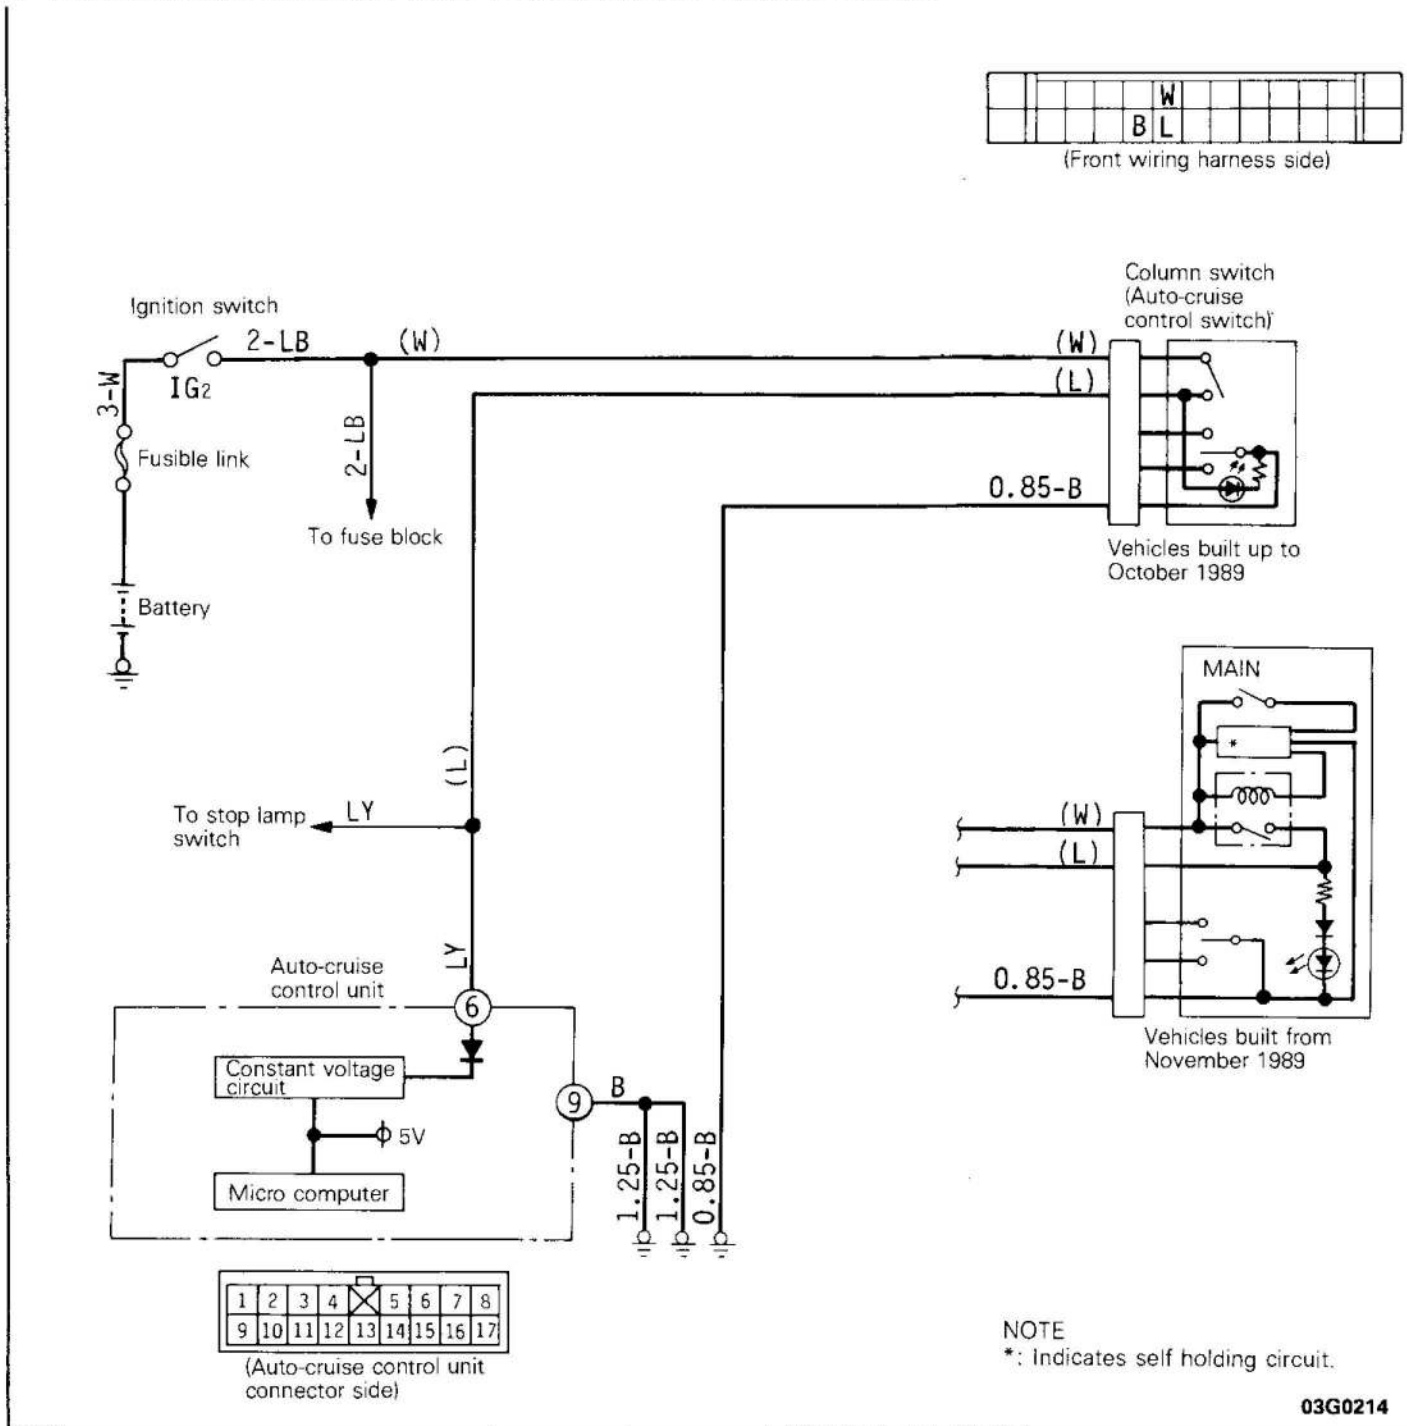 W
B L
(Front wiring harness side)
Column switch
(Auto-cruise
control switch)
Ignition switch
2-LB
(W)
(W)
IG2
(L)
3-W
2-LB
Fusible link
0.85-B
To fuse block
Vehicles built up to
October 1989
Battery
MAIN
*
(L)
To stop lamp
switch
LY
(W)
(L)
LY
Auto-cruise
control unit
6
0.85-B
Vehicles built from
November 1989
Constant voltage
circuit
9
B
5V
1.25-B
1.25-B
0.85-B
Micro computer
1 2 3 4 5 6 7 8
9 10 11 12 13 14 15 16 17
(Auto-cruise control unit
connector side)
NOTE
*: Indicates self holding circuit.
03G0214